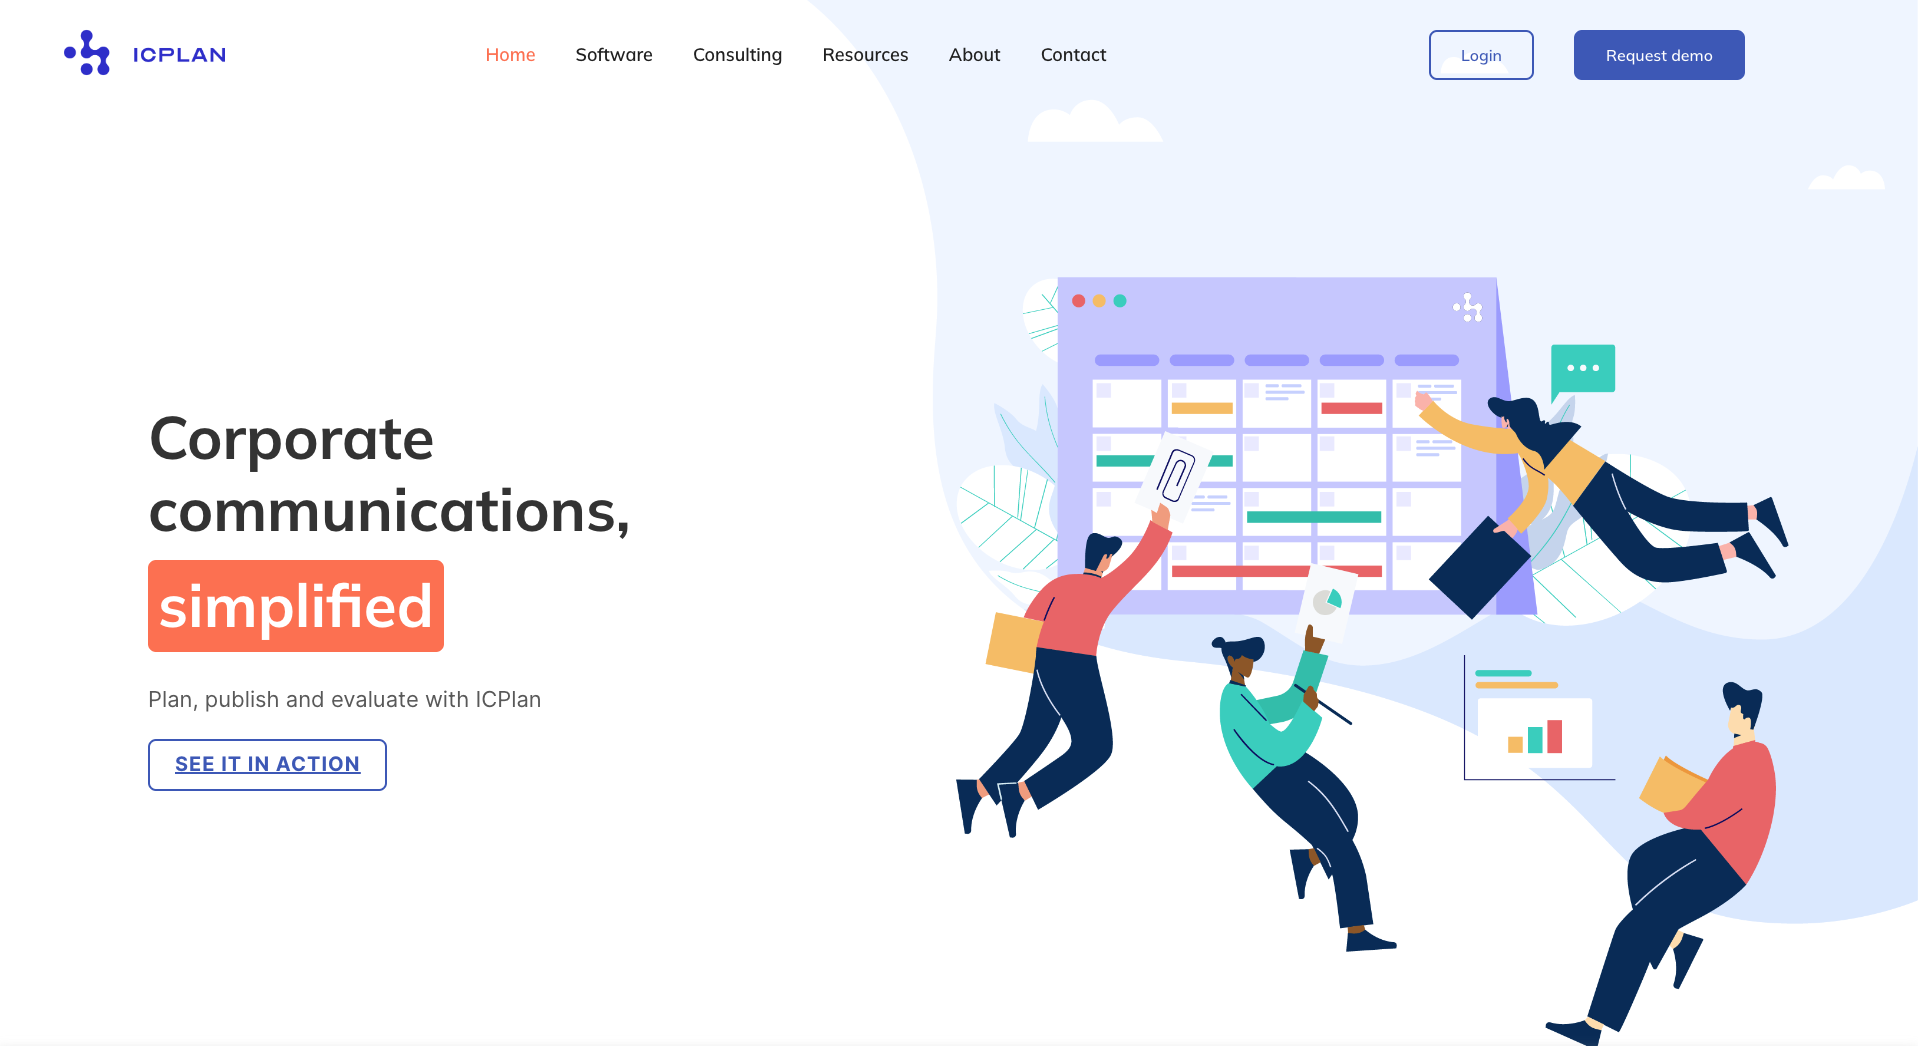 ICPLAN
Home
Software
Consulting
Resources
About
Contact
Login
Request demo
Corporate
communications,
simplified
Plan, publish and evaluate with ICPlan
SEE IT IN ACTION